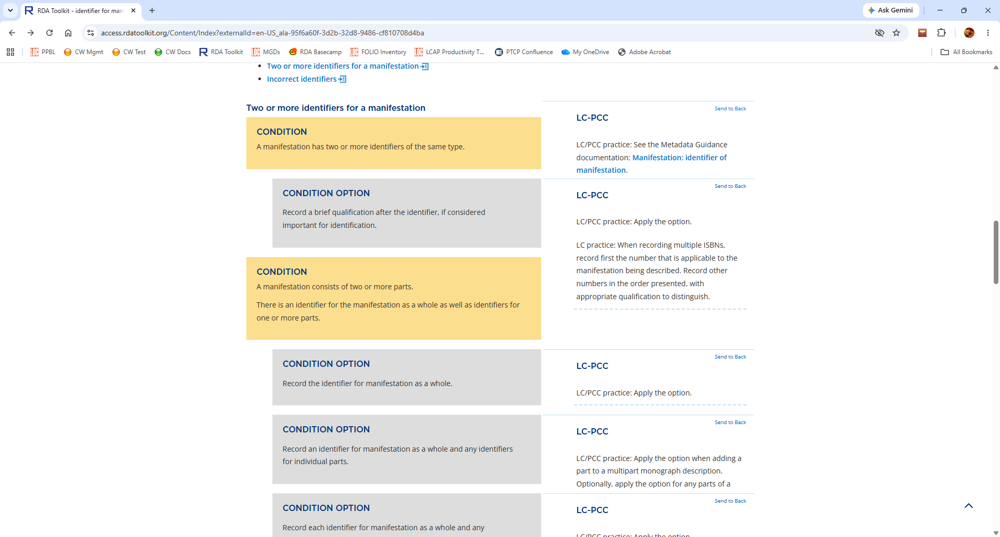 RDA Toolkit - identifier for man
Ask Gemini
access.rdatoolkit.org/Content/Index?externalId=en-US_ala-95f6a60f-3d2b-32d8-9486-cf810708d4ba
PPBL
CW Mgmt
CW Test
CW Docs
RDA Toolkit
MGDs
RDA Basecamp
FOLIO Inventory
LCAP Productivity T...
PTCP Confluence
My OneDrive
Adobe Acrobat
All Bookmarks
Two or more identifiers for a manifestation
Incorrect identifiers
Two or more identifiers for a manifestation
CONDITION
A manifestation has two or more identifiers of the same type.
Send to Back
LC-PCC
LC/PCC practice: See the Metadata Guidance
documentation: Manifestation: identifier of
manifestation.
CONDITION OPTION
Record a brief qualification after the identifier, if considered
important for identification.
Send to Back
LC-PCC
LC/PCC practice: Apply the option.
LC practice: When recording multiple ISBNs,
record first the number that is applicable to the
manifestation being described. Record other
numbers in the order presented, with
appropriate qualification to distinguish.
CONDITION
A manifestation consists of two or more parts.
There is an identifier for the manifestation as a whole as well as identifiers for
one or more parts.
CONDITION OPTION
Record the identifier for manifestation as a whole.
Send to Back
LC-PCC
LC/PCC practice: Apply the option.
CONDITION OPTION
Record an identifier for manifestation as a whole and any identifiers
for individual parts.
Send to Back
LC-PCC
LC/PCC practice: Apply the option when adding a
part to a multipart monograph description.
Optionally, apply the option for any parts of a
CONDITION OPTION
Record each identifier for manifestation as a whole and any
Send to Back
LC-PCC
LC/PCC practice: Apply the option